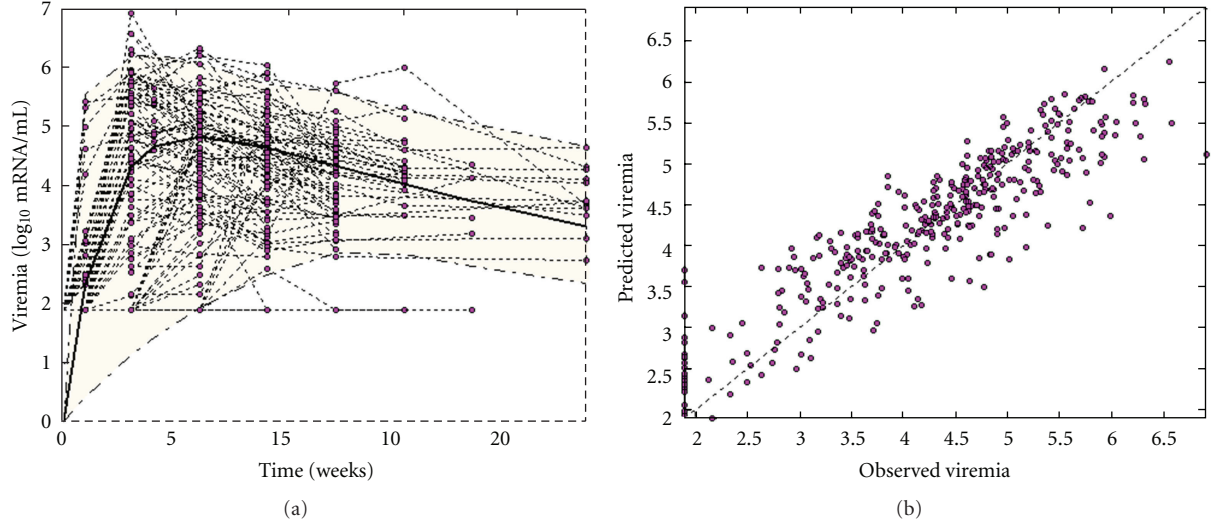 7
6
5
4
3
2
1
0
Viremia (log10 mRNA/mL)
0 5 15 10 20
Time (weeks)
(a)
6.5
6
5.5
5
4.5
4
3.5
3
2.5
2
Predicted viremia
2 2.5 3 3.5 4 4.5 5 5.5 6 6.5
Observed viremia
(b)